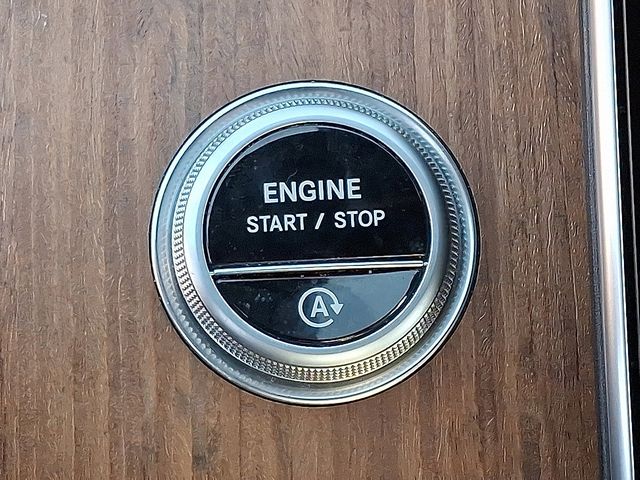 ENGINE
START / STOP
A